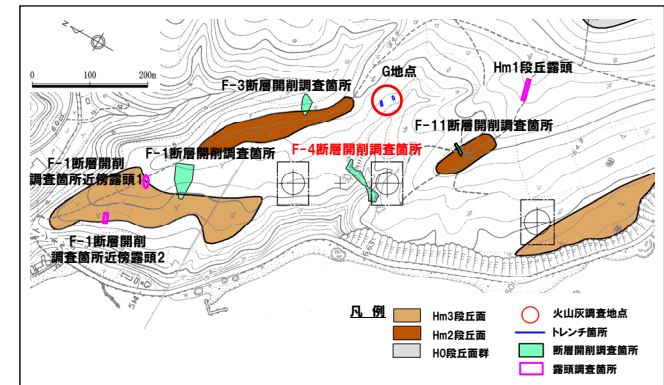 N
0 100 200m
F-3断層開削調査箇所
G地点
Hm1段丘露頭
F-11断層開削調査箇所
F-1断層開削調査箇所
F-4断層開削調査箇所
F-1断層開削
調査箇所近傍露頭1
F-1断層開削
調査箇所近傍露頭2
514
凡 例
Hm3段丘面
Hm2段丘面
H0段丘面群
火山灰調査地点
トレンチ箇所
断層開削調査箇所
露頭調査箇所